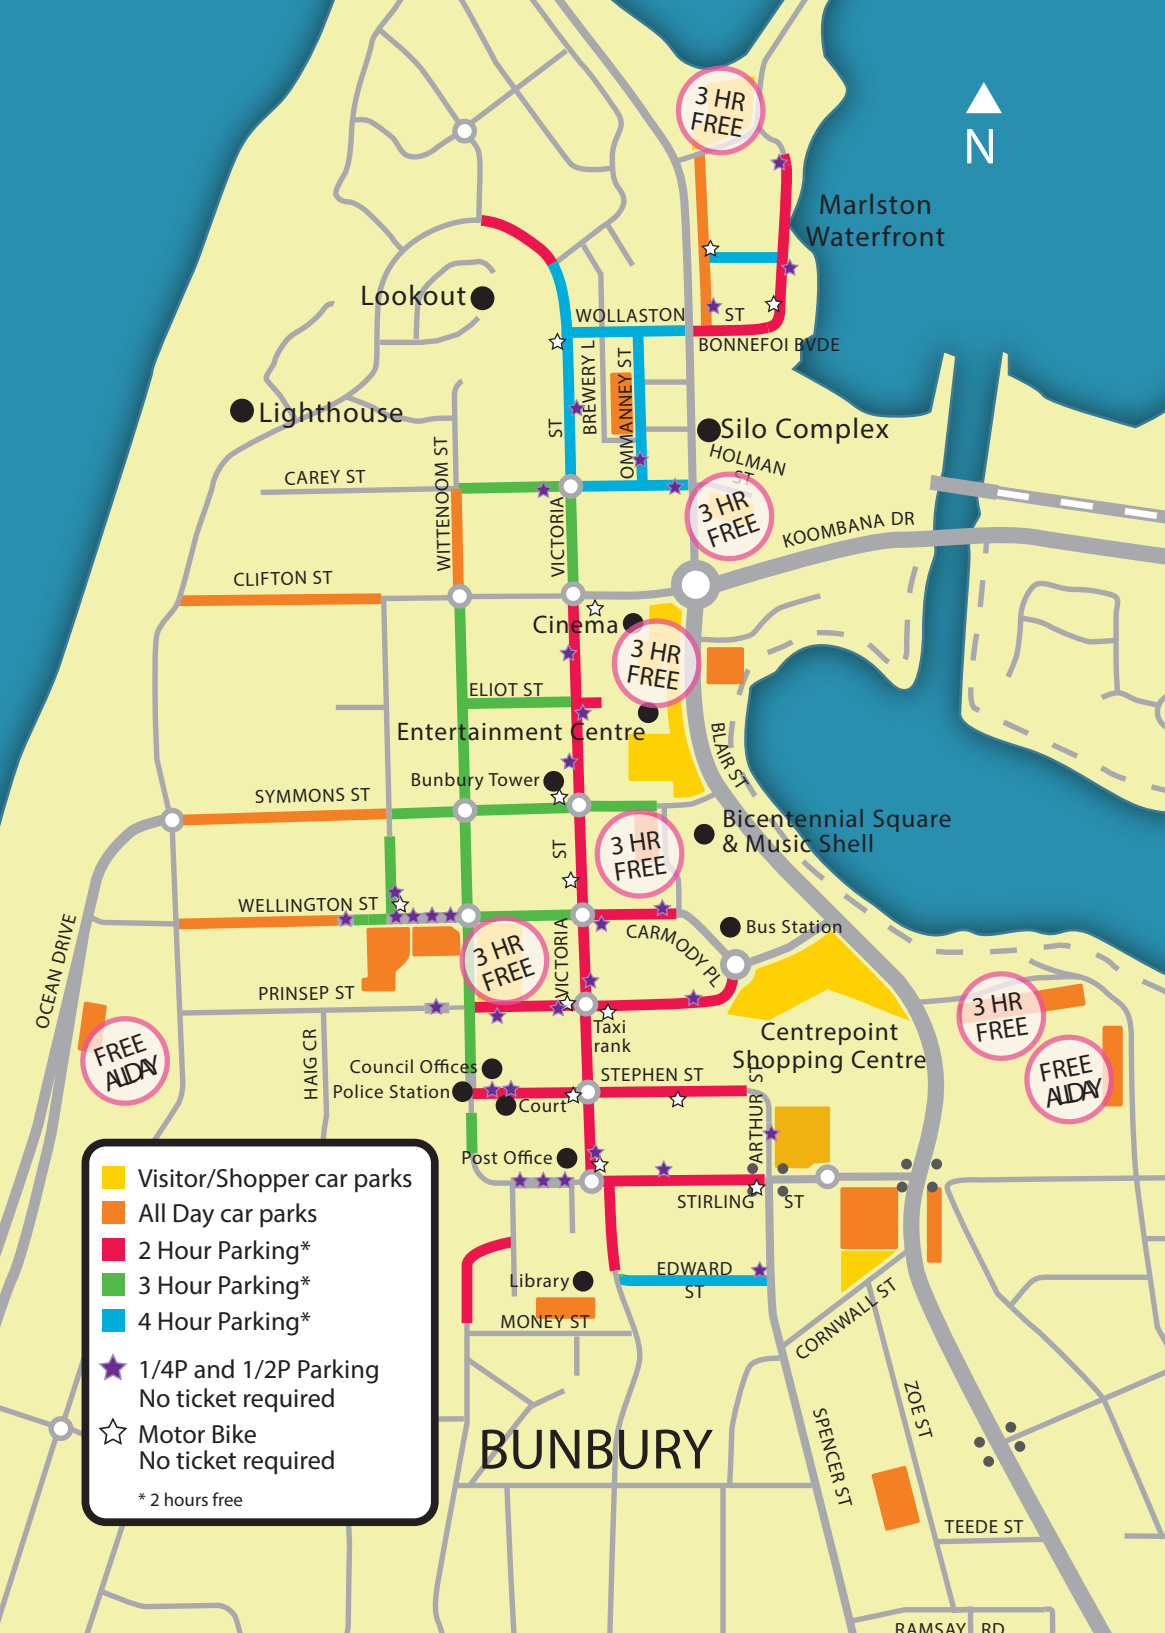 3 HR
FREE
N
Marlston
Waterfront
Lookout
WOLLASTON
ST
BONNEFOI BVDE
BREWERY L
OMMANNEY ST
ST
Lighthouse
Silo Complex
HOLMAN
ST
WITTENOOM ST
CAREY ST
VICTORIA
3 HR
FREE
KOOMBANA DR
CLIFTON ST
Cinema
3 HR
FREE
ELIOT ST
Entertainment Centre
BLAIR ST
Bunbury Tower
SYMMONS ST
Bicentennial Square
& Music Shell
ST
3 HR
FREE
WELLINGTON ST
OCEAN DRIVE
VICTORIA
CARMODY PL
Bus Station
3 HR
FREE
PRINSEP ST
3 HR
FREE
Taxi
rank
Centrepoint
Shopping Centre
FREE
ALLDAY
HAIG CR
Council Offices
Police Station
Court
STEPHEN ST
ARTHUR ST
FREE
ALLDAY
Post Office
STIRLING
ST
Visitor/Shopper car parks
All Day car parks
2 Hour Parking*
3 Hour Parking*
4 Hour Parking*
1/4P and 1/2P Parking
No ticket required
Motor Bike
No ticket required
* 2 hours free
Library
EDWARD
ST
MONEY ST
CORNWALL ST
BUNBURY
SPENCER ST
ZOE ST
TEEDE ST
RAMSAY RD